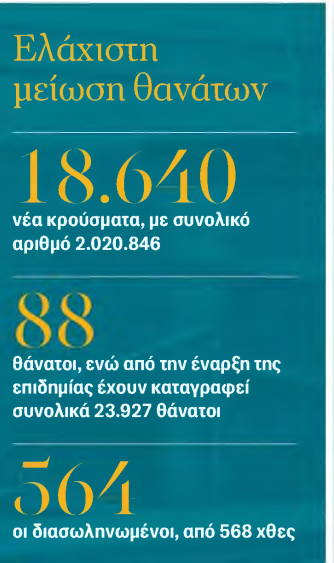 Ελάχιστη
μείωση θανάτων
18.640
νέα κρούσματα, με συνολικό
αριθμό 2.020.846
88
θάνατοι, ενώ από την έναρξη της
επιδημίας έχουν καταγραφεί
συνολικά 23.927 θάνατοι
564
οι διασωληνωμένοι, από 568 χθες